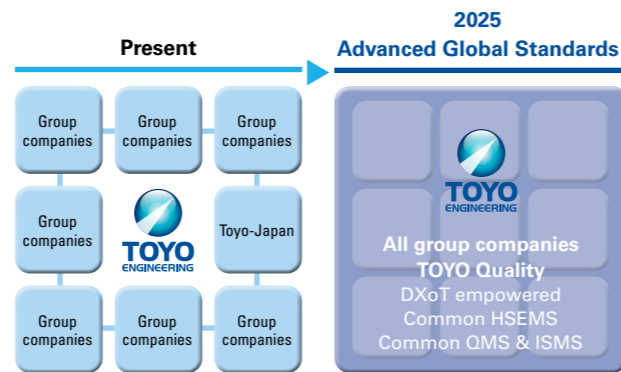 Present
2025
Advanced Global Standards
Group
companies
Group
companies
Group
companies
Group
companies
TOYO
ENGINEERING
Toyo-Japan
Group
companies
Group
companies
Group
companies
TOYO
ENGINEERING
All group companies
TOYO Quality
DXoT empowered
Common HSEMS
Common QMS & ISMS